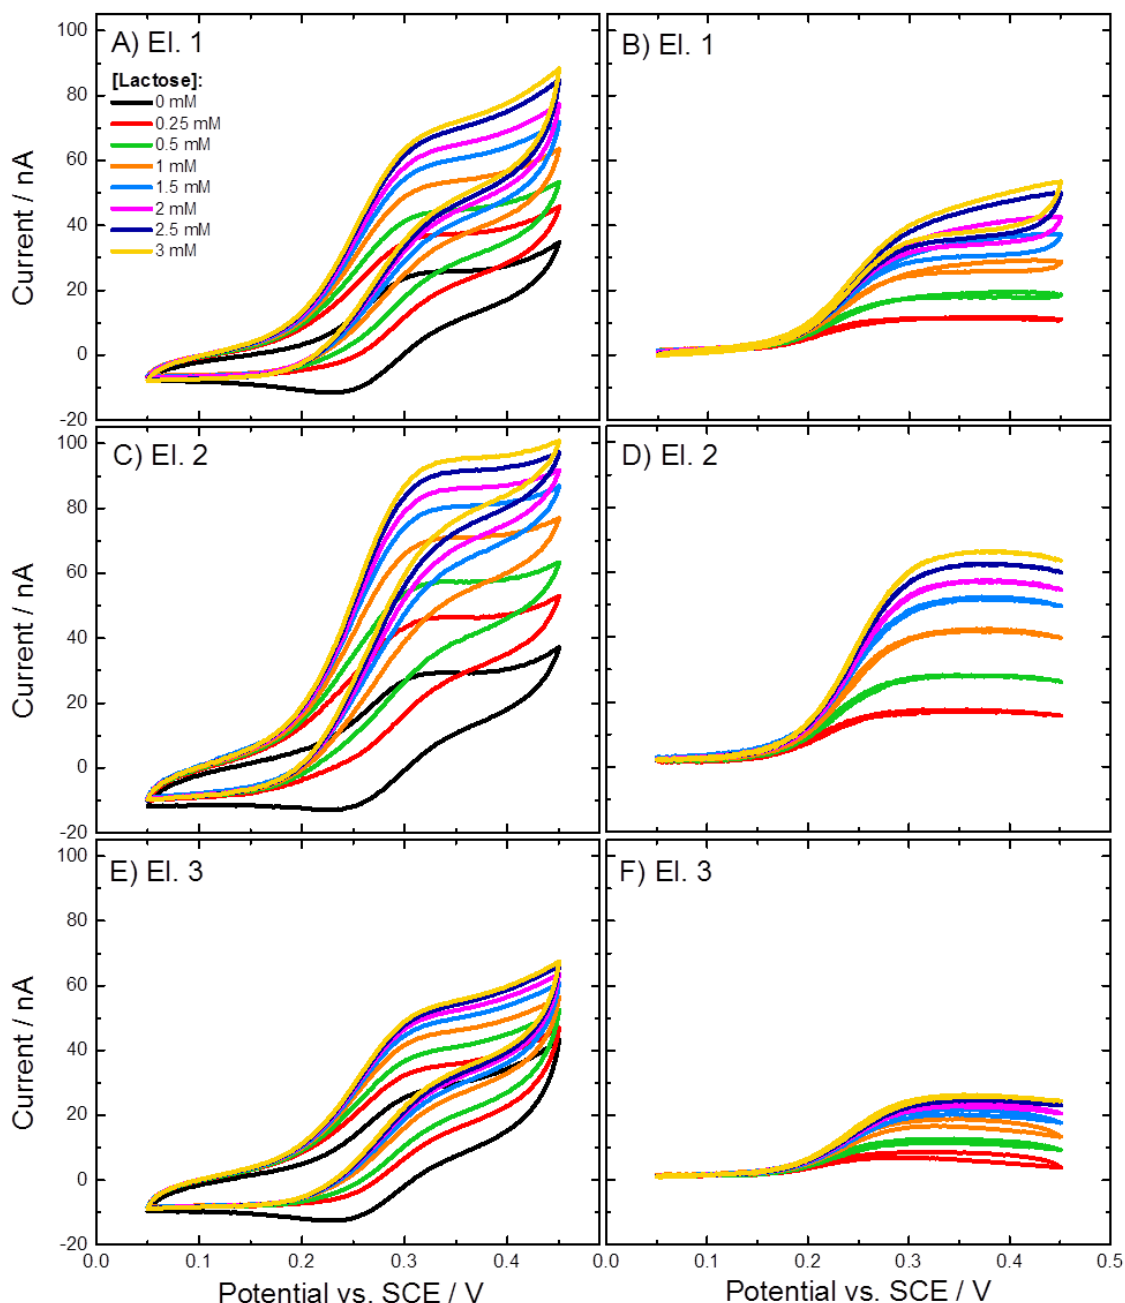 A) El. 1
[Lactose]:
0 mM
0.25 mM
0.5 mM
1 mM
1.5 mM
2 mM
2.5 mM
3 mM
100
80
60
40
20
0
-20
Current / nA
B) El. 1
C) El. 2
100
80
60
40
20
0
-20
Current / nA
D) El. 2
E) El. 3
100
80
60
40
20
0
-20
Current / nA
F) El. 3
0.0 0.1 0.2 0.3 0.4 0.0 0.1 0.2 0.3 0.4 0.5
Potential vs. SCE / V Potential vs. SCE / V